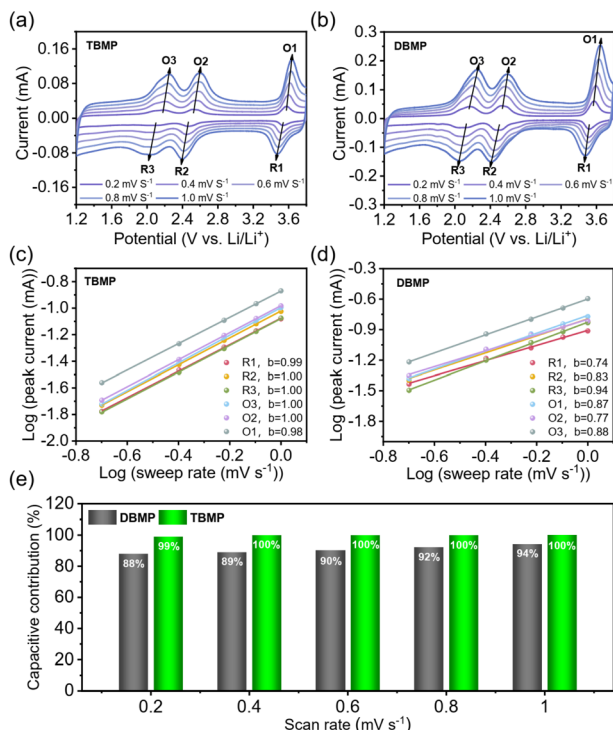 (a)
TBMP
O3
O2
O1
R3
R2
R1
0.16
0.08
0.00
-0.08
-0.16
Current (mA)
0.2 mV S⁻¹ 0.4 mV S⁻¹ 0.6 mV S⁻¹
0.8 mV S⁻¹ 1.0 mV S⁻¹
1.2 1.8 2.4 3.0 3.6
Potential (V vs. Li/Li⁺)
(b)
DBMP
O3
O2
O1
R3
R2
R1
0.3
0.2
0.1
0.0
-0.1
-0.2
-0.3
Current (mA)
0.2 mV S⁻¹ 0.4 mV S⁻¹ 0.6 mV S⁻¹
0.8 mV S⁻¹ 1.0 mV S⁻¹
1.2 1.8 2.4 3.0 3.6
Potential (V vs. Li/Li⁺)
(c)
TBMP
-0.8
-1.0
-1.2
-1.4
-1.6
-1.8
-2.0
Log (peak current (mA))
R1, b=0.99
R2, b=1.00
R3, b=1.00
O3, b=1.00
O2, b=1.00
O1, b=0.98
-0.8 -0.6 -0.4 -0.2 0.0
Log (sweep rate (mV s⁻¹))
(d)
DBMP
-0.3
-0.6
-0.9
-1.2
-1.5
-1.8
Log (peak current (mA))
R1, b=0.74
R2, b=0.83
R3, b=0.94
O1, b=0.87
O2, b=0.77
O3, b=0.88
-0.8 -0.6 -0.4 -0.2 0.0
Log (sweep rate (mV s⁻¹))
(e)
120
100
80
60
40
20
0
Capacitive contribution (%)
DBMP TBMP
88% 99% 89% 100% 90% 100% 92% 100% 94% 100%
0.2 0.4 0.6 0.8 1
Scan rate (mV s⁻¹)